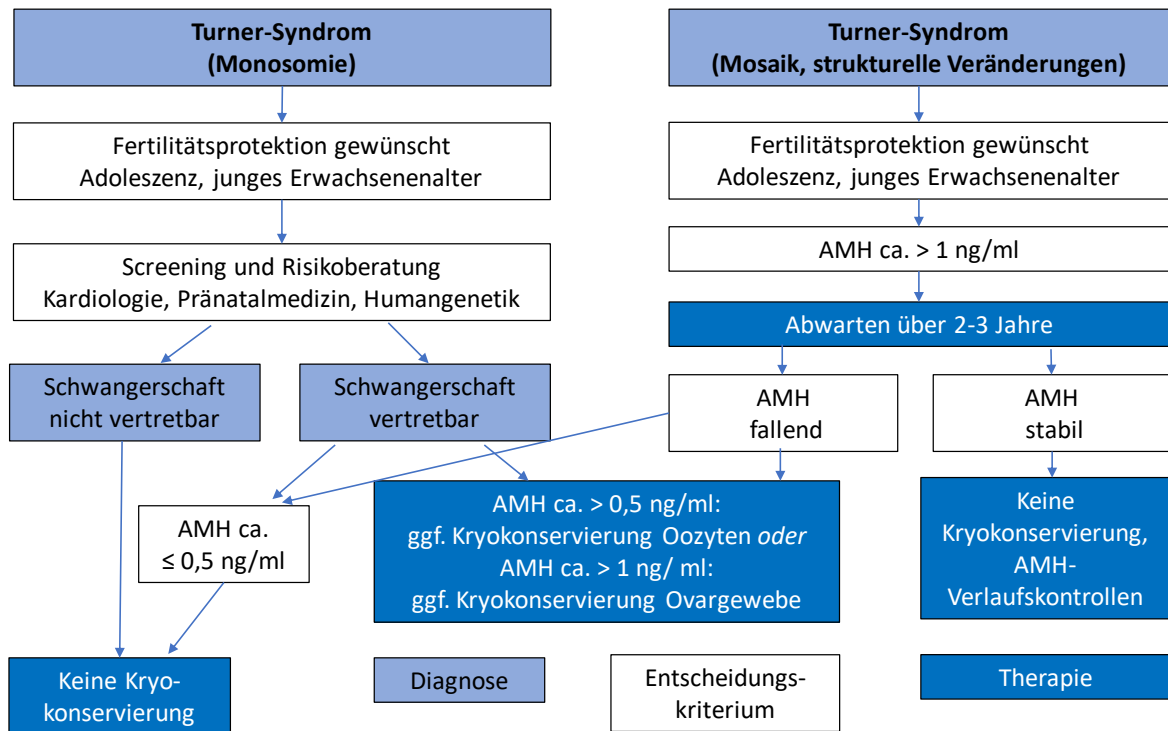 Turner-Syndrom
(Monosomie)
Turner-Syndrom
(Mosaik, strukturelle Veränderungen)
Fertilitätsprotektion gewünscht
Adoleszenz, junges Erwachsenenalter
Fertilitätsprotektion gewünscht
Adoleszenz, junges Erwachsenenalter
Screening und Risikoberatung
Kardiologie, Pränatalmedizin, Humangenetik
AMH ca. > 1 ng/ml
Abwarten über 2-3 Jahre
Schwangerschaft
nicht vertretbar
Schwangerschaft
vertretbar
AMH
fallend
AMH
stabil
AMH ca.
≤ 0,5 ng/ml
AMH ca. > 0,5 ng/ml:
ggf. Kryokonservierung Oozyten oder
AMH ca. > 1 ng/ ml:
ggf. Kryokonservierung Ovargewebe
Keine
Kryokonservierung,
AMH-
Verlaufskontrollen
Keine Kryo-
konservierung
Diagnose
Entscheidungs-
kriterium
Therapie